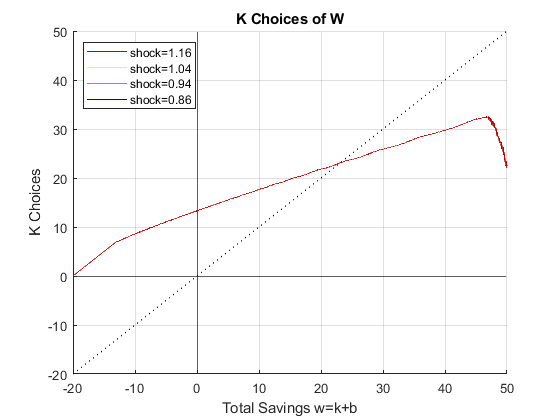 K Choices of W
shock=1.16
shock=1.04
shock=0.94
shock=0.86
50
40
30
20
10
0
-10
-20
K Choices
-20 -10 0 10 20 30 40 50
Total Savings w=k+b